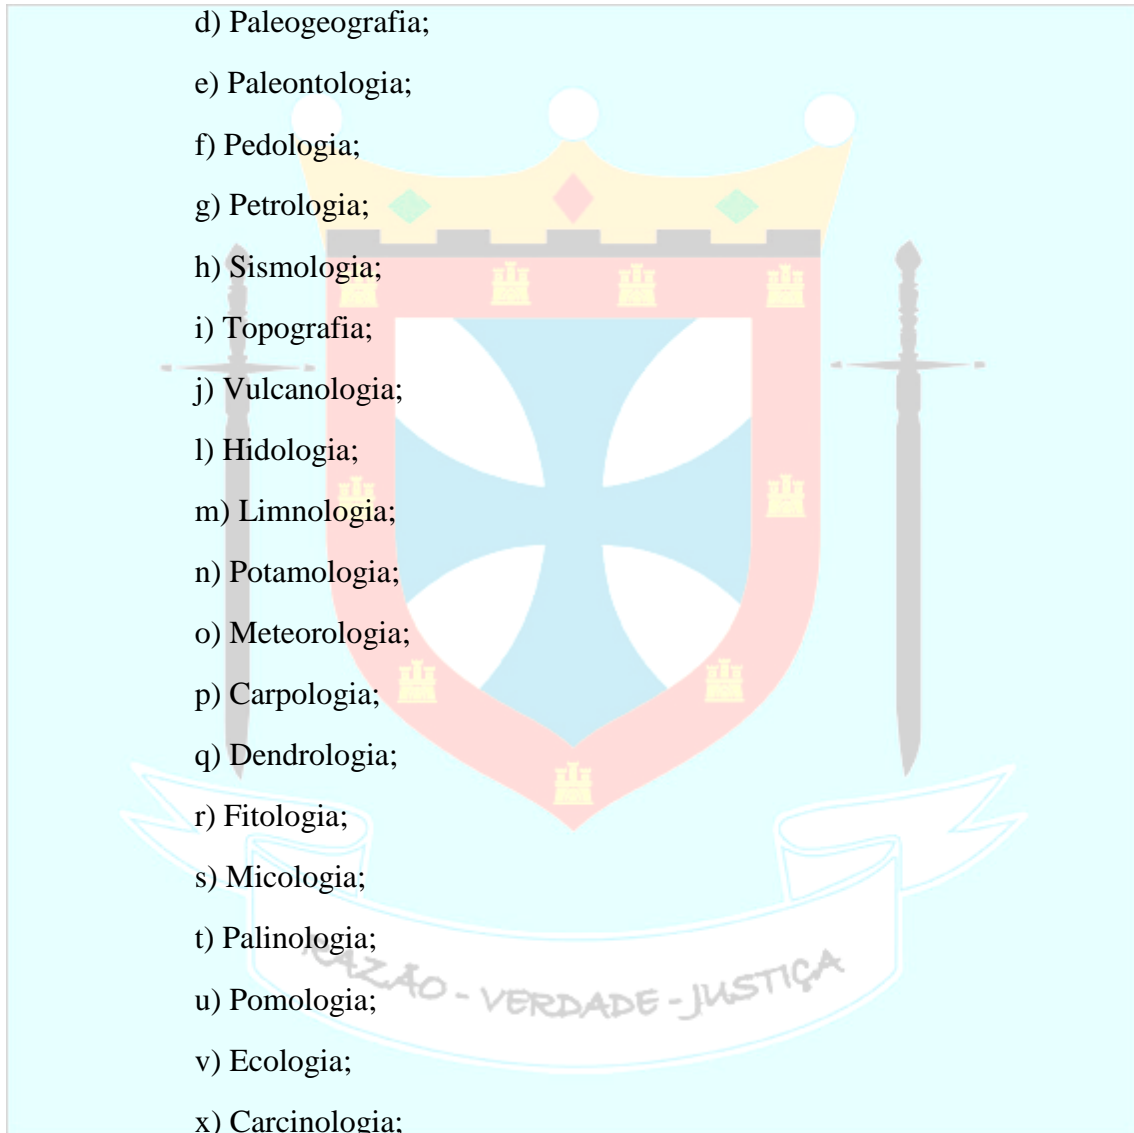 d) Paleogeografia;
e) Paleontologia;
f) Pedologia;
g) Petrologia;
h) Sismologia;
i) Topografia;
j) Vulcanologia;
l) Hidologia;
m) Limnologia;
n) Potamologia;
o) Meteorologia;
p) Carpologia;
q) Dendrologia;
r) Fitologia;
s) Micologia;
t) Palinologia;
RAZÃO - VERDADE - JUSTIÇA
u) Pomologia;
v) Ecologia;
x) Carcinologia;